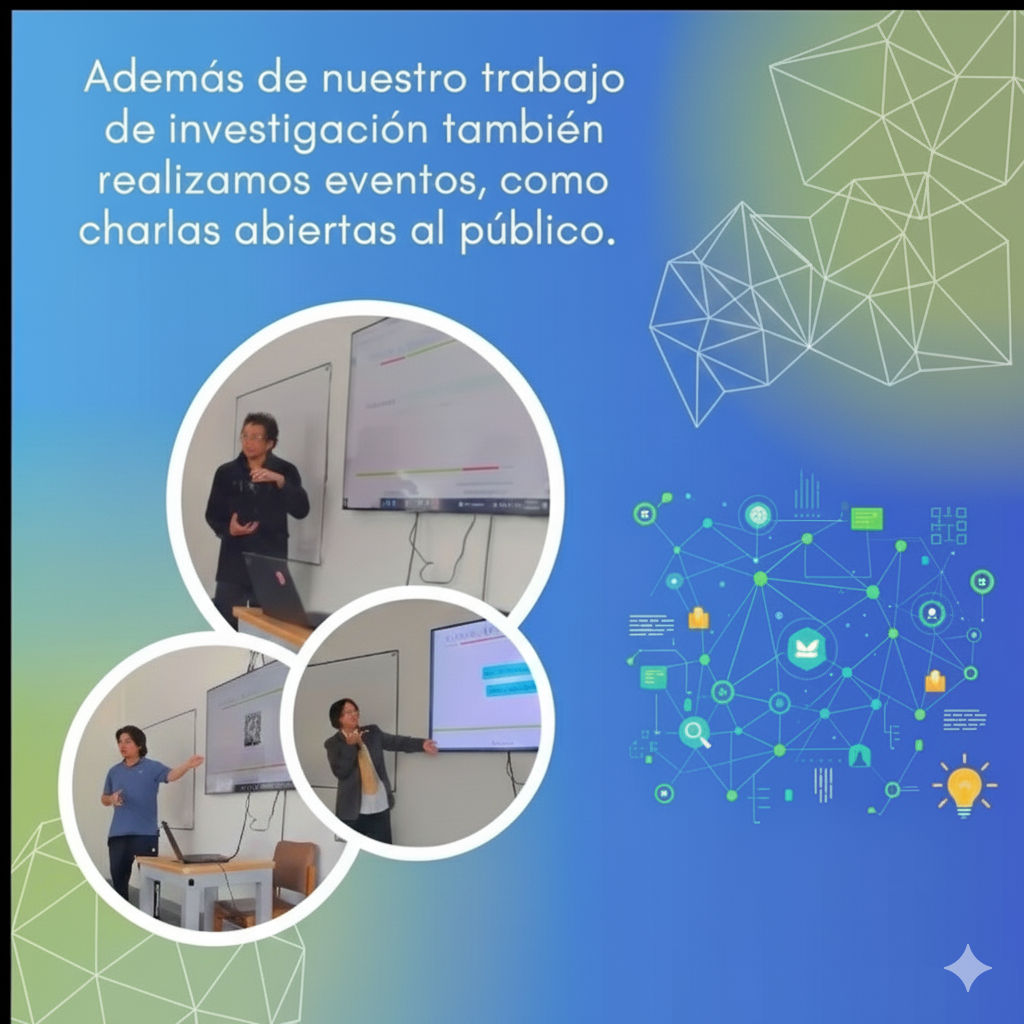 Además de nuestro trabajo
de investigación también
realizamos eventos, como
charlas abiertas al público.